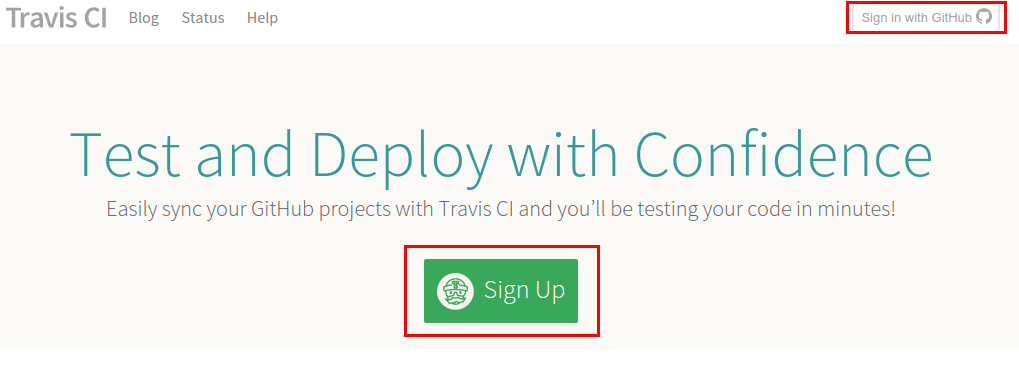 Travis CI Blog Status Help Sign in with GitHub
Test and Deploy with Confidence
Easily sync your GitHub projects with Travis CI and you’ll be testing your code in minutes!
Sign Up